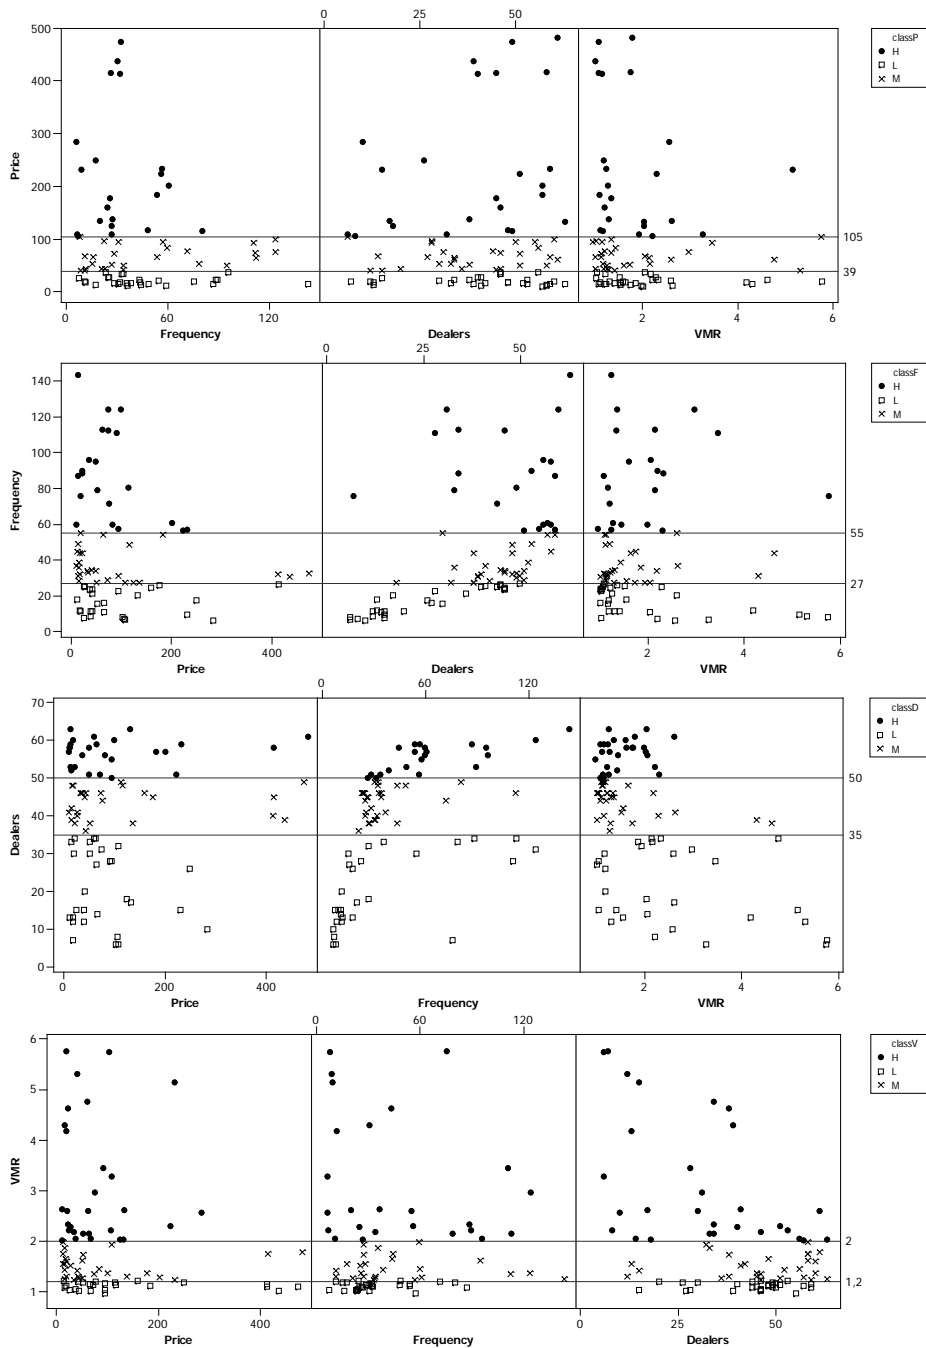 0 25 50
500
400
300
200
100
0
Price
105
39
0 60 120
2 4 6
Frequency Dealers VMR
classP
H
L
M
0 25 50
140
120
100
80
60
40
20
0
Frequency
55
27
0 200 400
2 4 6
Price Dealers VMR
classF
H
L
M
0 60 120
70
60
50
40
30
20
10
0
Dealers
50
35
0 200 400
2 4 6
Price Frequency VMR
classD
H
L
M
0 60 120
6
5
4
3
2
1
VMR
2
1,2
0 200 400
0 25 50
Price Frequency Dealers
classV
H
L
M